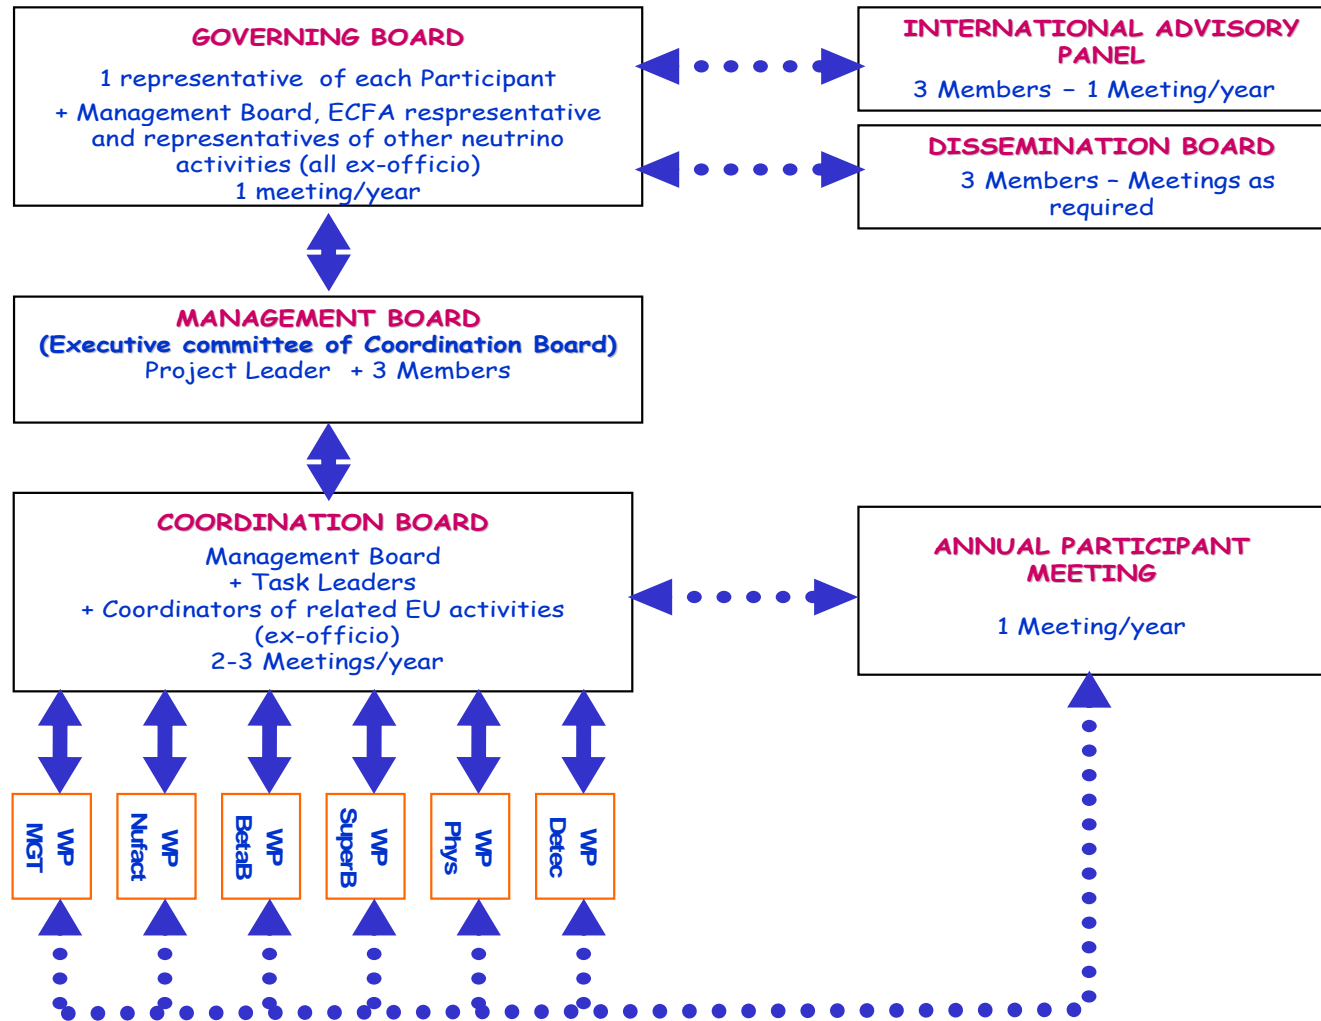 GOVERNING BOARD
1 representative of each Participant
+ Management Board, ECFA respresentative
and representatives of other neutrino
activities (all ex-officio)
1 meeting/year
INTERNATIONAL ADVISORY
PANEL
3 Members – 1 Meeting/year
DISSEMINATION BOARD
3 Members – Meetings as
required
MANAGEMENT BOARD
(Executive committee of Coordination Board)
Project Leader + 3 Members
COORDINATION BOARD
Management Board
+ Task Leaders
+ Coordinators of related EU activities
(ex-officio)
2-3 Meetings/year
ANNUAL PARTICIPANT
MEETING
1 Meeting/year
WP
MGT
WP
Nufact
WP
BetaB
WP
SuperB
WP
Phys
WP
Detec